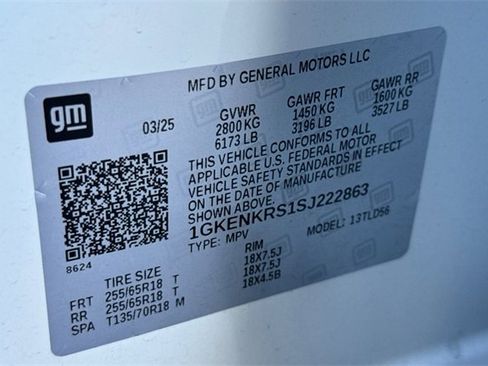 MFD BY GENERAL MOTORS LLC
gm
03/25
GVWR GAWR FRT GAWR RR
2800 KG 1450 KG 1600 KG
6173 LB 3196 LB 3527 LB
THIS VEHICLE CONFORMS TO ALL
APPLICABLE U.S. FEDERAL MOTOR
VEHICLE SAFETY STANDARDS IN EFFECT
ON THE DATE OF MANUFACTURE
SHOWN ABOVE.
1GKENKRS1SJ222863
TYPE: MPV MODEL: 13TLD56
8624
TIRE SIZE RIM
FRT 255/65R18 T 18X7.5J
RR 255/65R18 T 18X7.5J
SPA T135/70R18 M 18X4.5B